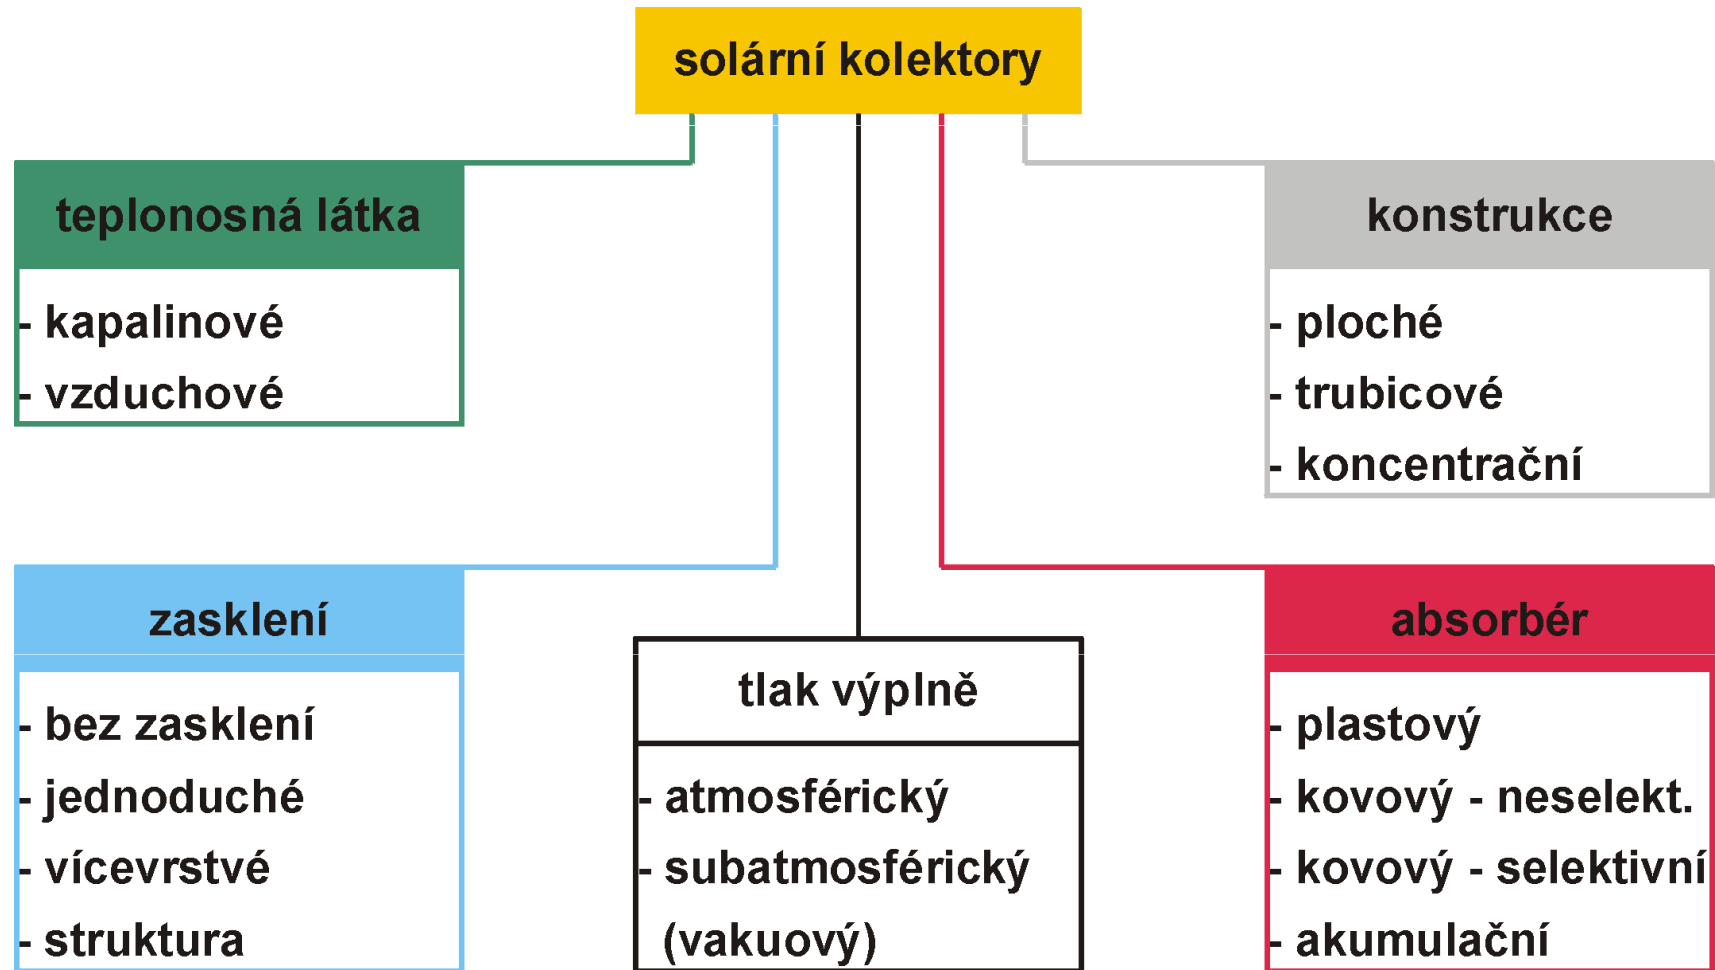 solární kolektory
teplonosná látka
- kapalinové
- vzduchové
konstrukce
- ploché
- trubicové
- koncentrační
zasklení
- bez zasklení
- jednoduché
- vícevrstvé
- struktura
tlak výplně
- atmosférický
- subatmosférický
(vakuový)
absorbér
- plastový
- kovový - neselekt.
- kovový - selektivní
- akumulační